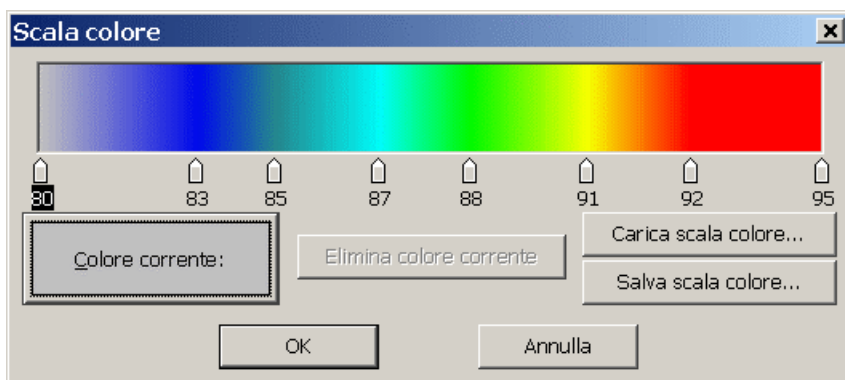 Scala colore
80 83 85 87 88 91 92 95
Colore corrente:
Elimina colore corrente
Carica scala colore...
Salva scala colore...
OK
Annulla